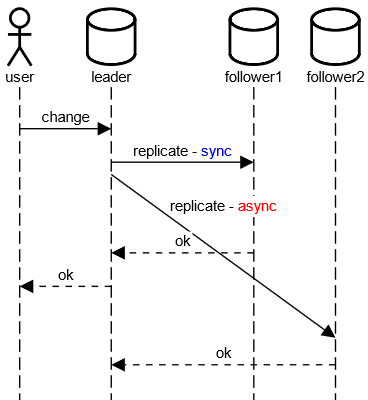 user
leader
follower1
follower2
change
replicate - sync
replicate - async
ok
ok
ok